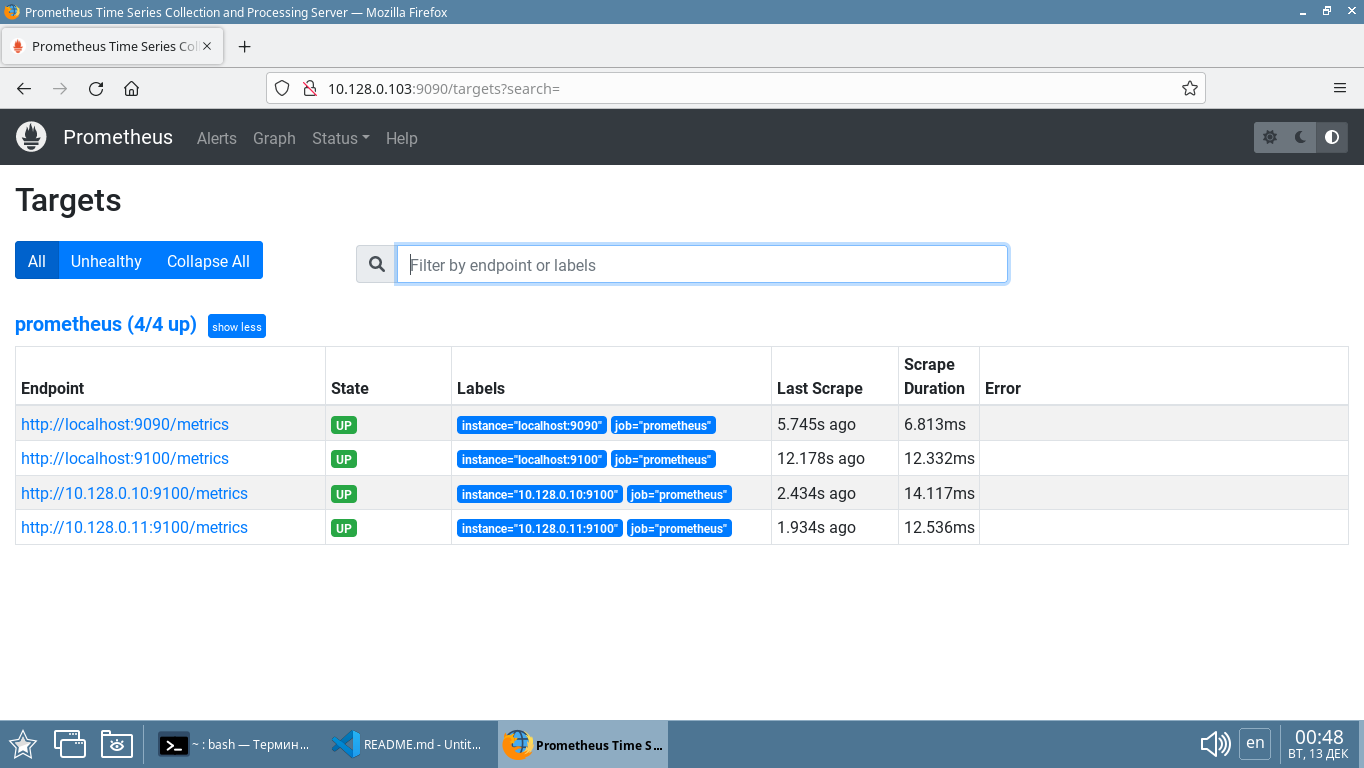 Prometheus Time Series Collection and Processing Server — Mozilla Firefox
Prometheus Time Series Col
10.128.0.103:9090/targets?search=
Prometheus Alerts Graph Status Help
Targets
All Unhealthy Collapse All
Filter by endpoint or labels
prometheus (4/4 up) show less
Endpoint State Labels Last Scrape Scrape Duration Error
http://localhost:9090/metrics UP instance="localhost:9090" job="prometheus" 5.745s ago 6.813ms
http://localhost:9100/metrics UP instance="localhost:9100" job="prometheus" 12.178s ago 12.332ms
http://10.128.0.10:9100/metrics UP instance="10.128.0.10:9100" job="prometheus" 2.434s ago 14.117ms
http://10.128.0.11:9100/metrics UP instance="10.128.0.11:9100" job="prometheus" 1.934s ago 12.536ms
~ : bash — Термин... README.md - Untit... Prometheus Time S... en 00:48
ВТ, 13 ДЕК